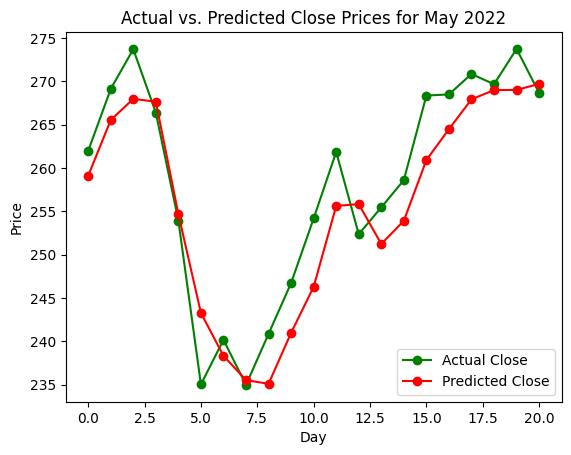 Actual vs. Predicted Close Prices for May 2022
Price
275
270
265
260
255
250
245
240
235
0.0 2.5 5.0 7.5 10.0 12.5 15.0 17.5 20.0
Day
Actual Close
Predicted Close